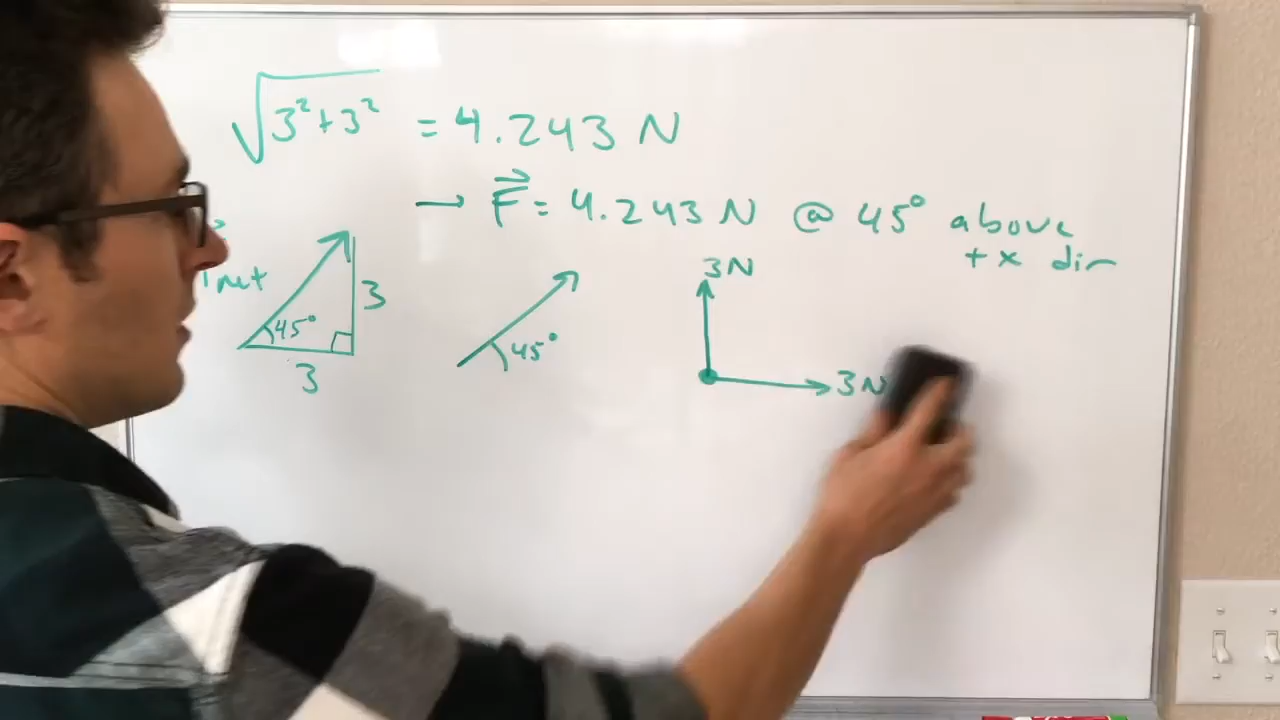 √3²+3² = 4.243 N
→ F⃗ = 4.243 N @ 45° above
+ x dir
net
45°
3
3
45°
3N
3N